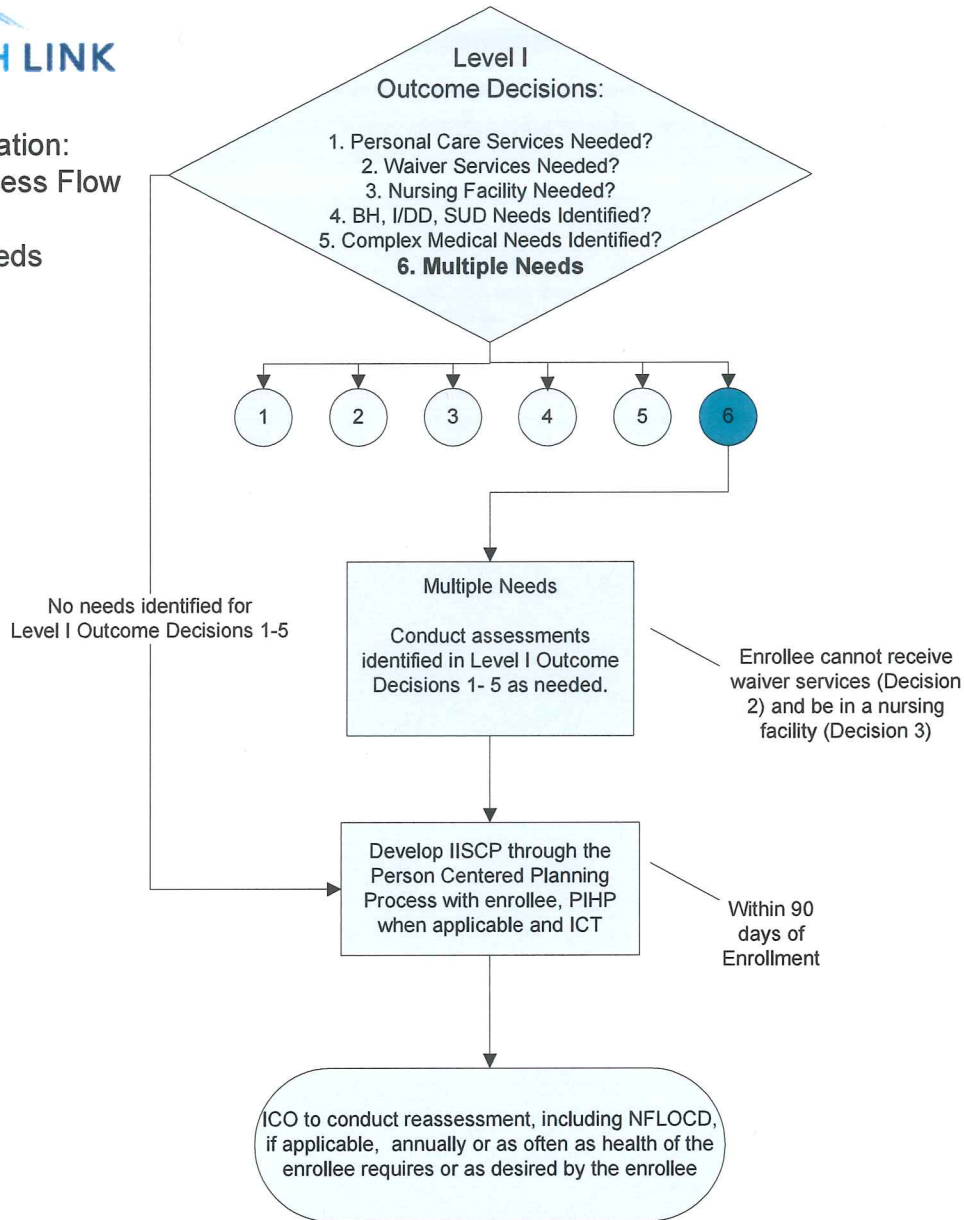 H LINK
ation:
ess Flow
eds
Level I
Outcome Decisions:
1. Personal Care Services Needed?
2. Waiver Services Needed?
3. Nursing Facility Needed?
4. BH, I/DD, SUD Needs Identified?
5. Complex Medical Needs Identified?
6. Multiple Needs
1
2
3
4
5
6
No needs identified for
Level I Outcome Decisions 1-5
Multiple Needs
Conduct assessments
identified in Level I Outcome
Decisions 1- 5 as needed.
Enrollee cannot receive
waiver services (Decision
2) and be in a nursing
facility (Decision 3)
Develop IISCP through the
Person Centered Planning
Process with enrollee, PIHP
when applicable and ICT
Within 90
days of
Enrollment
ICO to conduct reassessment, including NFLOCD,
if applicable, annually or as often as health of the
enrollee requires or as desired by the enrollee